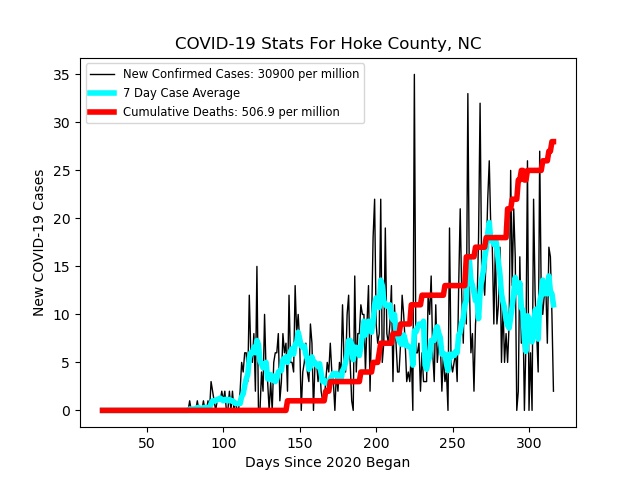 COVID-19 Stats For Hoke County, NC
New Confirmed Cases: 30900 per million
7 Day Case Average
Cumulative Deaths: 506.9 per million
New COVID-19 Cases
35
30
25
20
15
10
5
0
50 100 150 200 250 300
Days Since 2020 Began